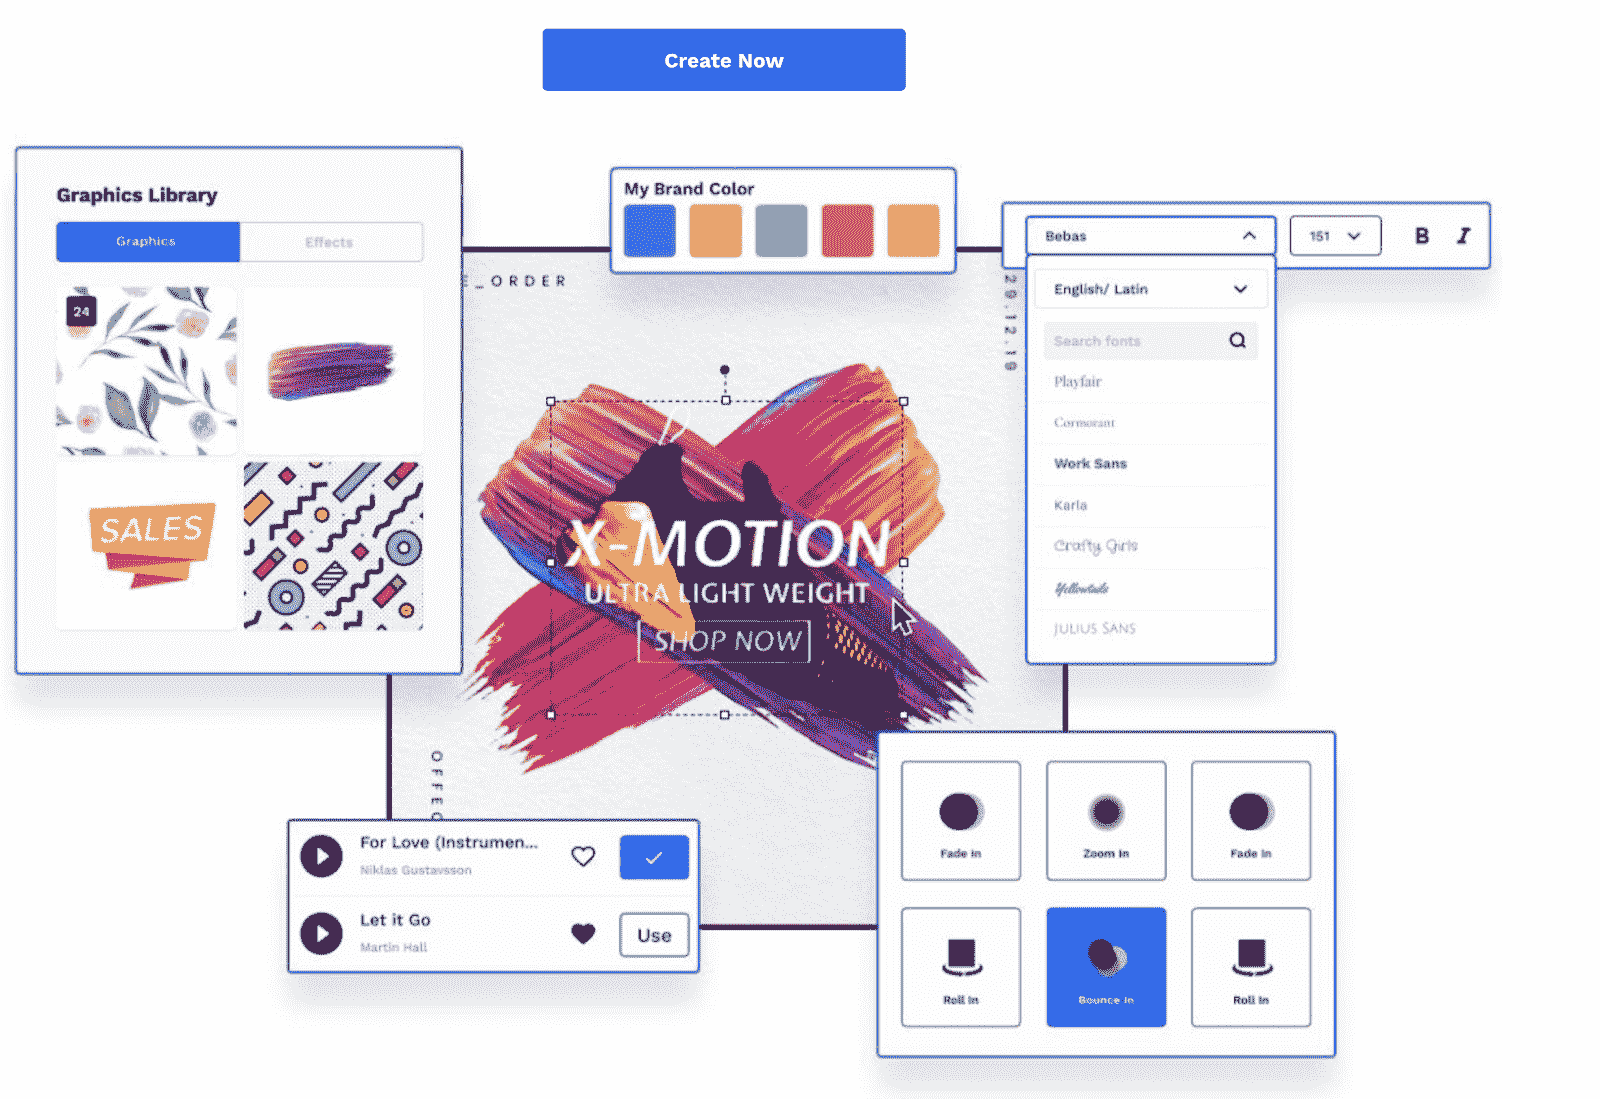 Create Now
Graphics Library
Graphics
Effects
24
SALES
My Brand Color
Bebas
151
B
I
English/ Latin
Search fonts
Playfair
Cormorant
Work Sans
Karla
Crafty Girls
Yellowtails
JULIUS SANS
E_ORDER
29.12.19
X-MOTION
ULTRA LIGHT WEIGHT
SHOP NOW
OFFE
For Love (Instrumen...
Niklas Gustavsson
Let it Go
Martin Hall
Use
Fade In
Zoom In
Fade In
Roll In
Bounce In
Roll In